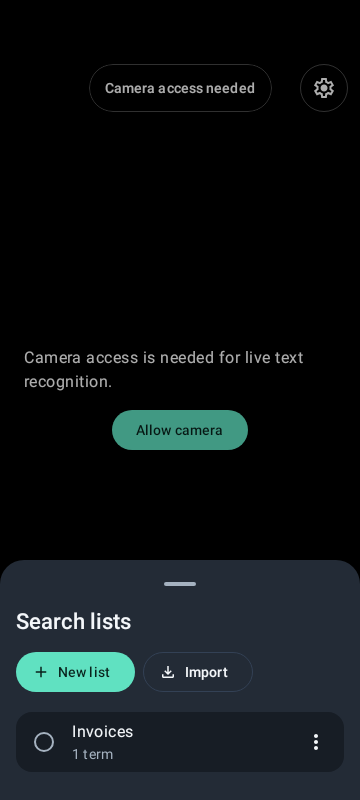 Camera access needed
Camera access is needed for live text
recognition.
Allow camera
Search lists
New list
Import
Invoices
1 term